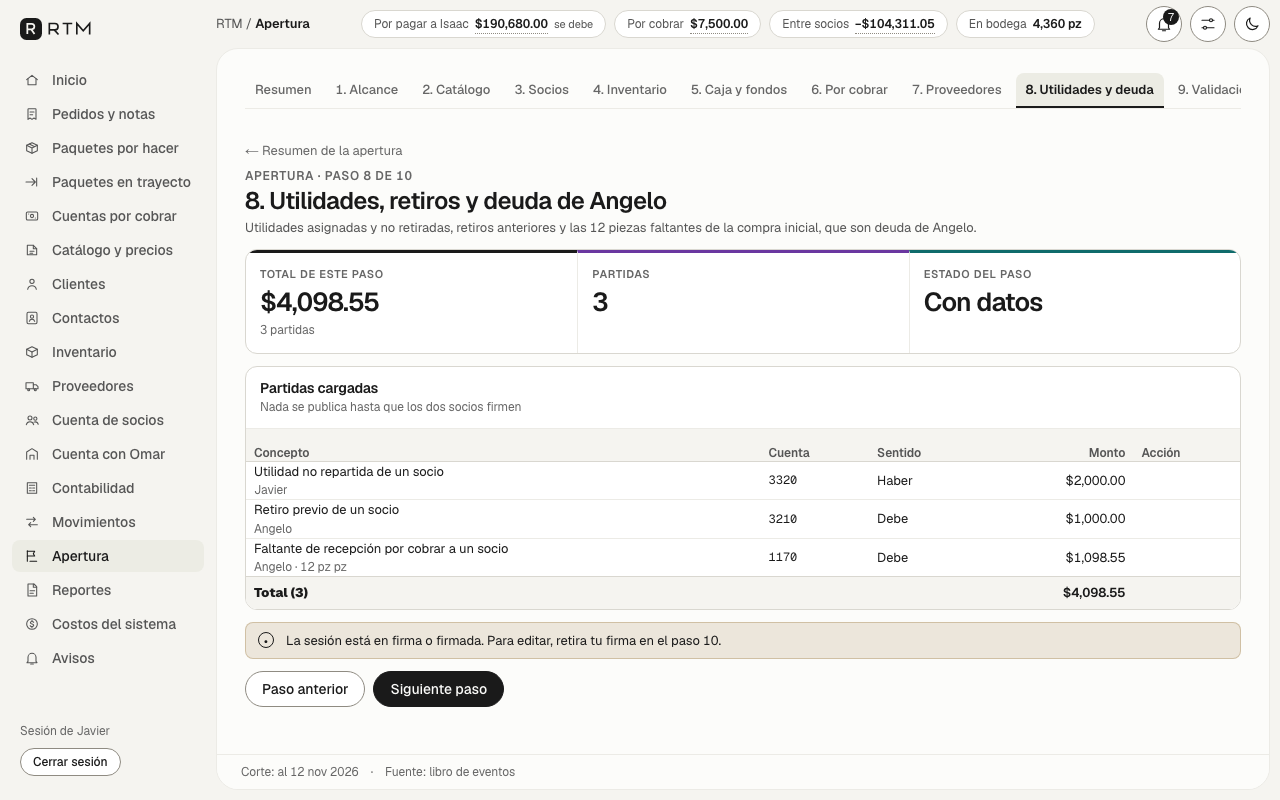 R RTM
RTM / Apertura
Por pagar a Isaac $190,680.00 se debe
Por cobrar $7,500.00
Entre socios −$104,311.05
En bodega 4,360 pz
7
Inicio
Pedidos y notas
Paquetes por hacer
Paquetes en trayecto
Cuentas por cobrar
Catálogo y precios
Clientes
Contactos
Inventario
Proveedores
Cuenta de socios
Cuenta con Omar
Contabilidad
Movimientos
Apertura
Reportes
Costos del sistema
Avisos
Sesión de Javier
Cerrar sesión
Resumen 1. Alcance 2. Catálogo 3. Socios 4. Inventario 5. Caja y fondos 6. Por cobrar 7. Proveedores 8. Utilidades y deuda 9. Validació
← Resumen de la apertura
APERTURA · PASO 8 DE 10
8. Utilidades, retiros y deuda de Angelo
Utilidades asignadas y no retiradas, retiros anteriores y las 12 piezas faltantes de la compra inicial, que son deuda de Angelo.
TOTAL DE ESTE PASO
$4,098.55
3 partidas
PARTIDAS
3
ESTADO DEL PASO
Con datos
Partidas cargadas
Nada se publica hasta que los dos socios firmen
Concepto Cuenta Sentido Monto Acción
Utilidad no repartida de un socio
Javier
3320 Haber $2,000.00
Retiro previo de un socio
Angelo
3210 Debe $1,000.00
Faltante de recepción por cobrar a un socio
Angelo · 12 pz pz
1170 Debe $1,098.55
Total (3) $4,098.55
La sesión está en firma o firmada. Para editar, retira tu firma en el paso 10.
Paso anterior
Siguiente paso
Corte: al 12 nov 2026 · Fuente: libro de eventos